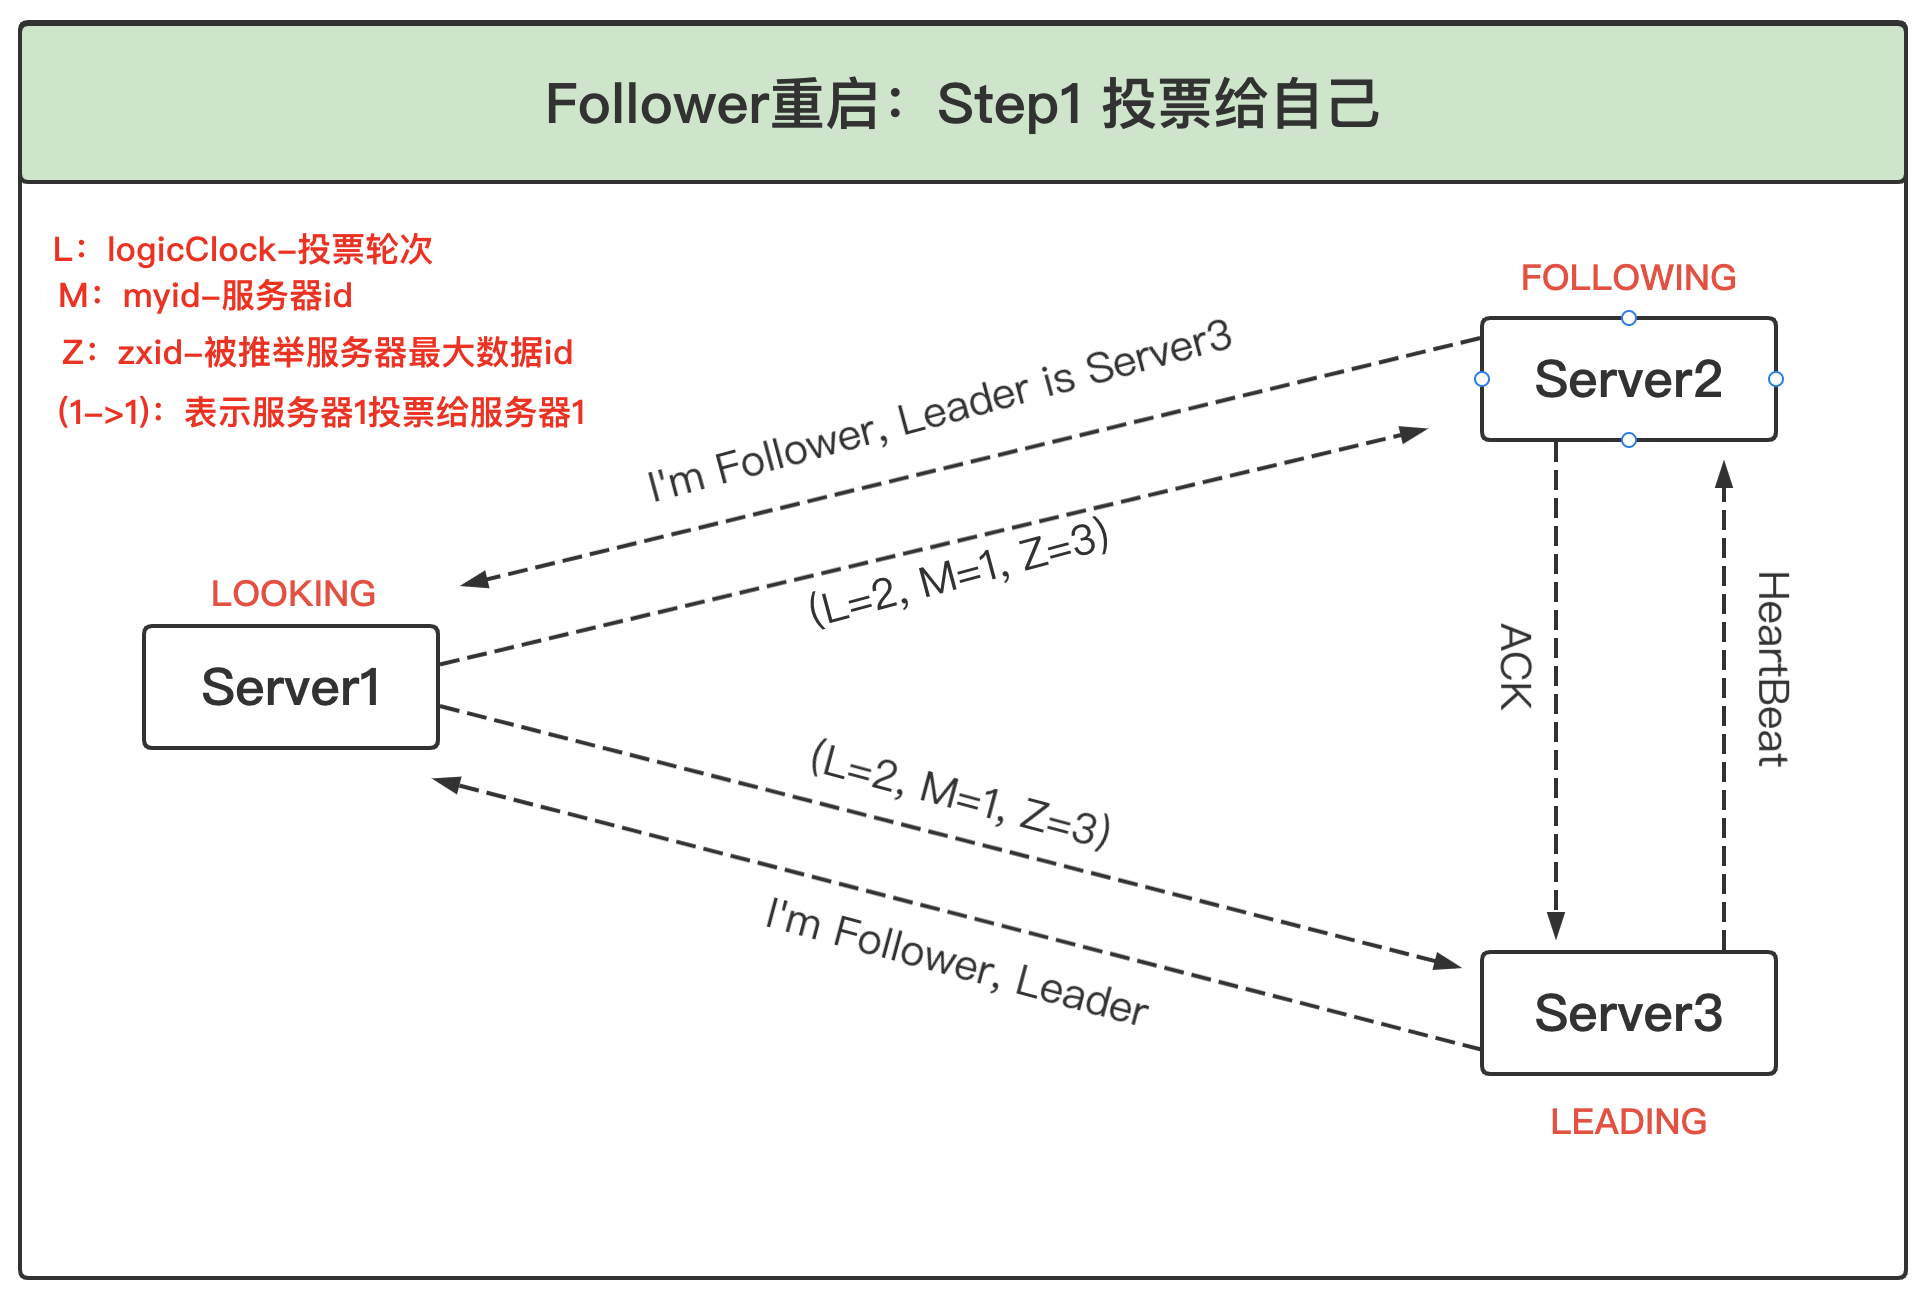 Follower重启：Step1 投票给自己
L：logicClock-投票轮次
M：myid-服务器id
Z：zxid-被推举服务器最大数据id
(1->1)：表示服务器1投票给服务器1
FOLLOWING
Server2
I'm Follower, Leader is Server3
(L=2, M=1, Z=3)
LOOKING
Server1
ACK
HeartBeat
(L=2, M=1, Z=3)
I'm Follower, Leader
Server3
LEADING